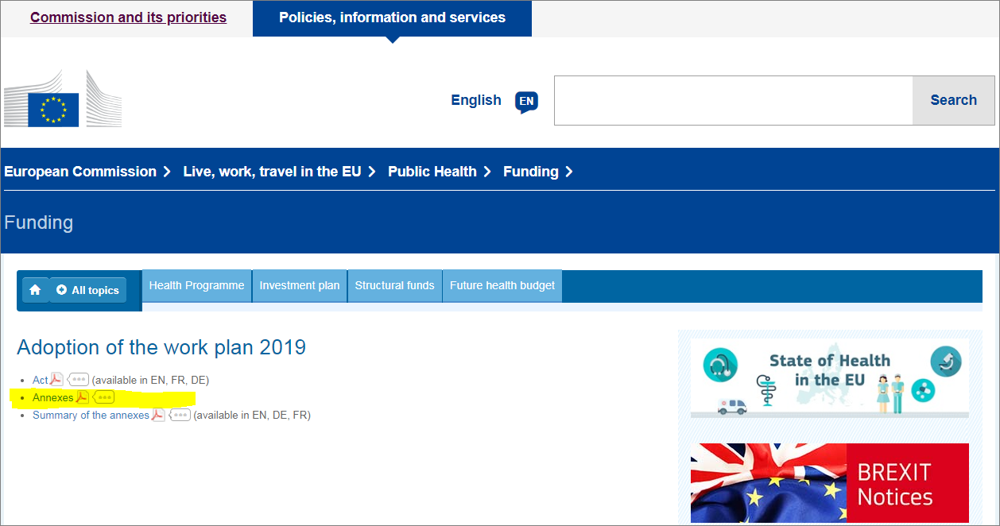 Commission and its priorities
Policies, information and services
English EN
Search
European Commission > Live, work, travel in the EU > Public Health > Funding >
Funding
All topics
Health Programme
Investment plan
Structural funds
Future health budget
Adoption of the work plan 2019
• Act (available in EN, FR, DE)
• Annexes
• Summary of the annexes (available in EN, DE, FR)
State of Health
in the EU
BREXIT
Notices